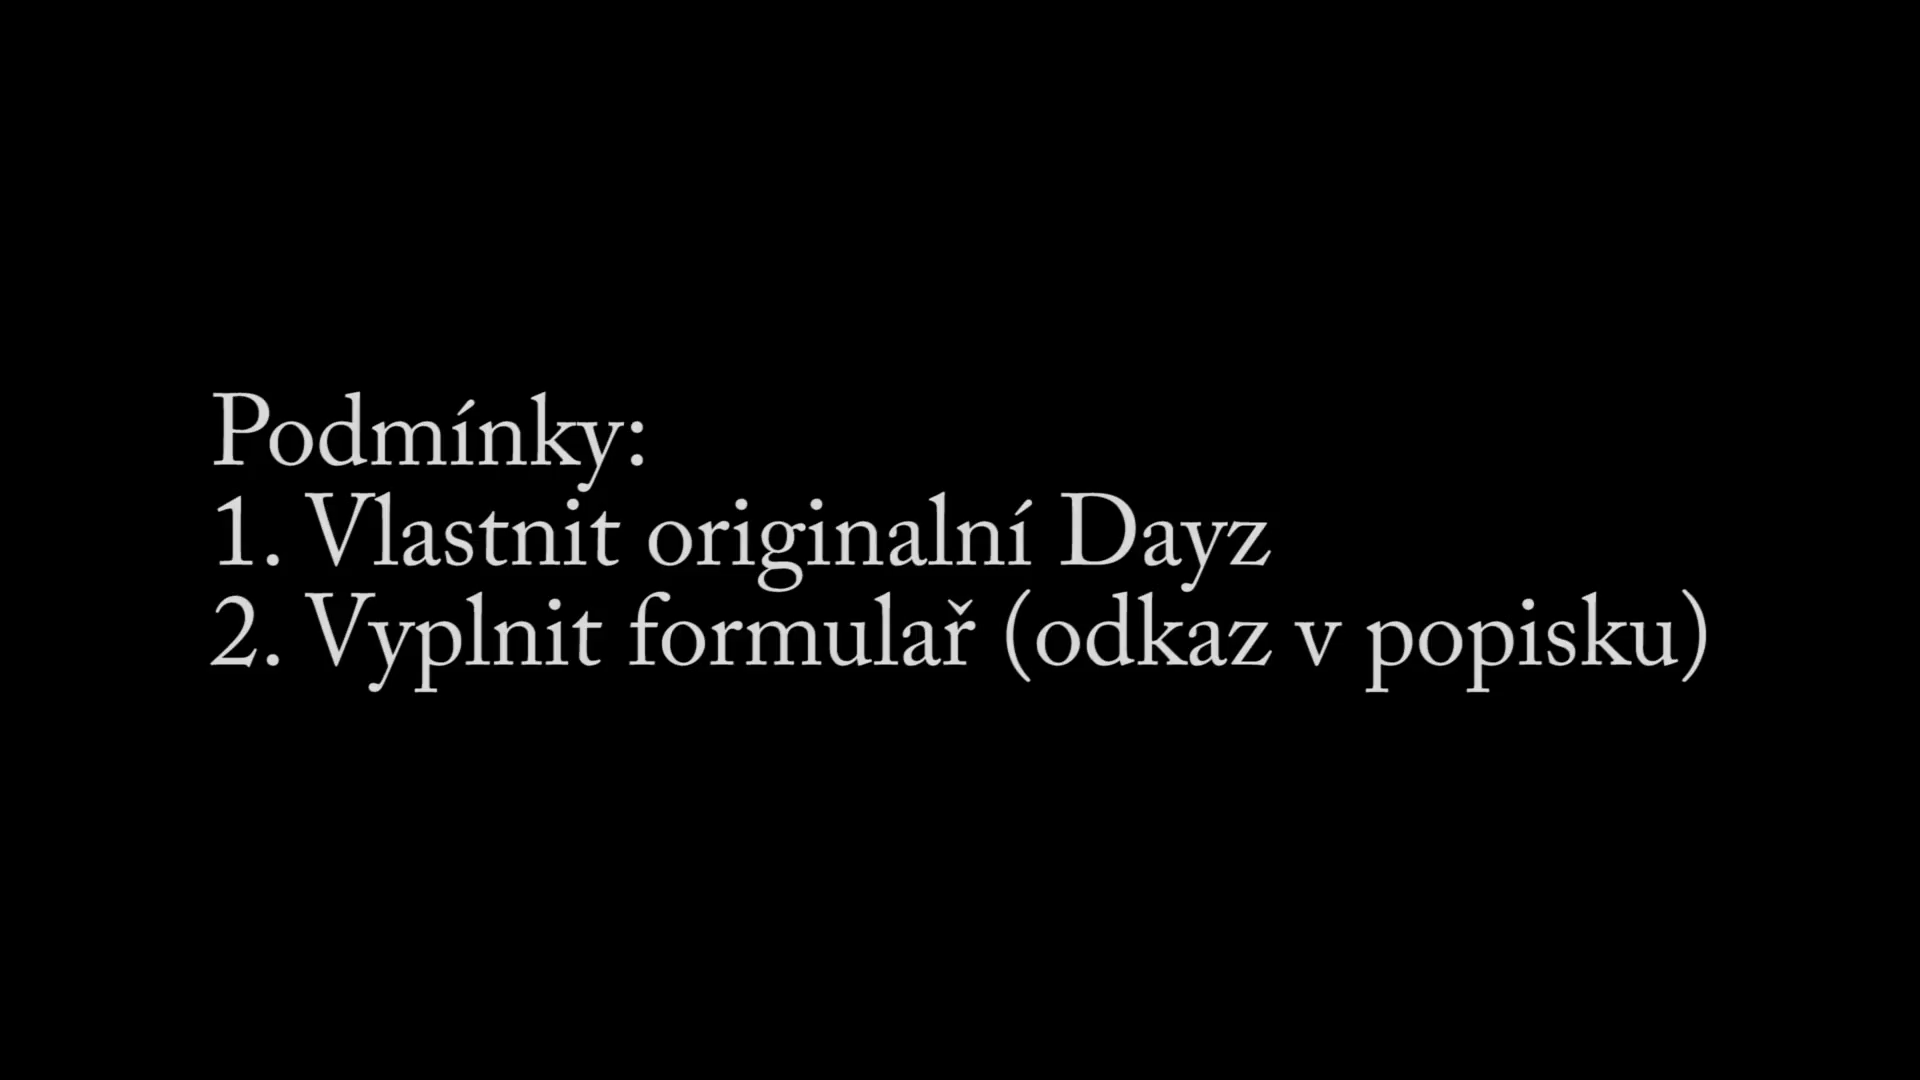 Podmínky:
1. Vlastnit originalní Dayz
2. Vyplnit formulař (odkaz v popisku)